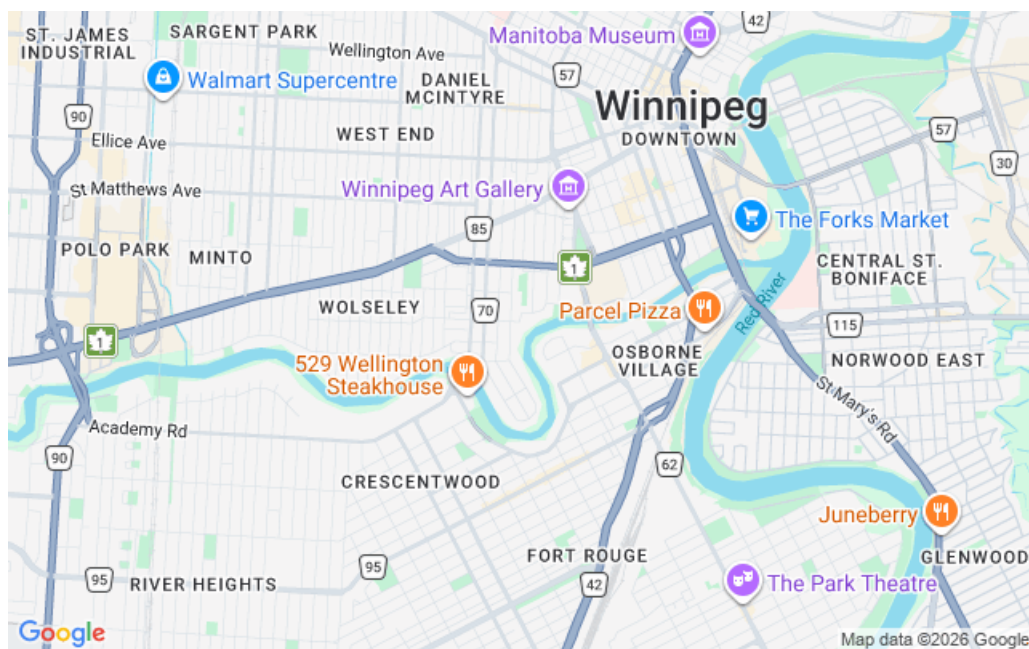 ST. JAMES
INDUSTRIAL
SARGENT PARK
Wellington Ave
Manitoba Museum
42
Walmart Supercentre
57
DANIEL
MCINTYRE
Winnipeg
90
Ellice Ave
WEST END
DOWNTOWN
57
30
St Matthews Ave
Winnipeg Art Gallery
The Forks Market
85
POLO PARK
MINTO
1
CENTRAL ST.
BONIFACE
WOLSELEY
70
Parcel Pizza
Red River
115
1
529 Wellington
Steakhouse
OSBORNE
VILLAGE
NORWOOD EAST
St Mary's Rd
Academy Rd
90
62
CRESCENTWOOD
Juneberry
FORT ROUGE
GLENWOOD
95
RIVER HEIGHTS
95
42
The Park Theatre
Google
Map data ©2026 Google